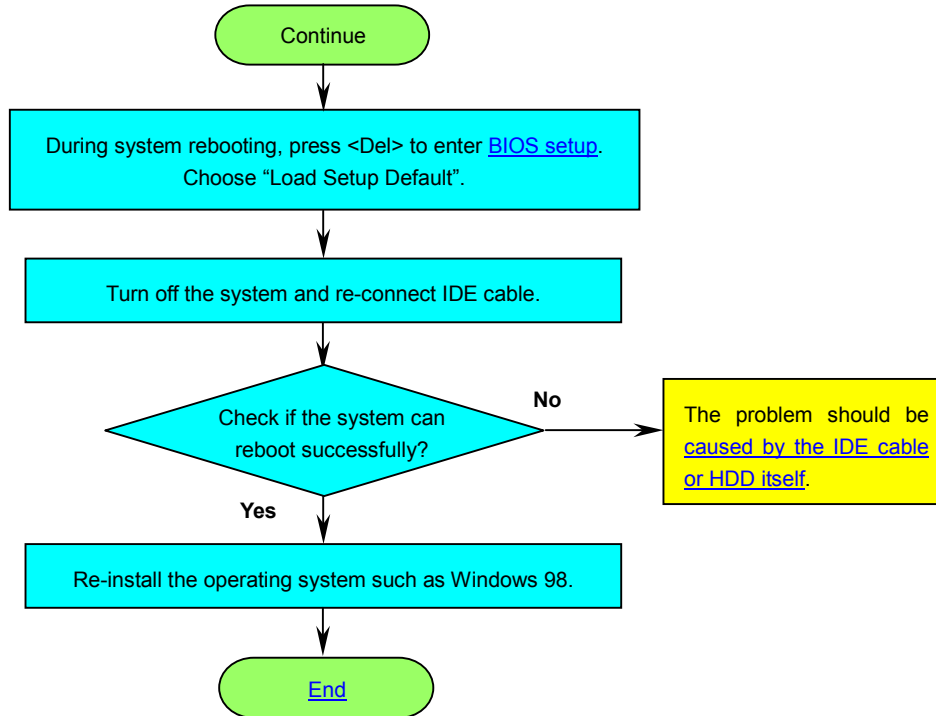 Continue
During system rebooting, press <Del> to enter BIOS setup.
Choose “Load Setup Default”.
Turn off the system and re-connect IDE cable.
Check if the system can
reboot successfully?
No
The problem should be
caused by the IDE cable
or HDD itself.
Yes
Re-install the operating system such as Windows 98.
End